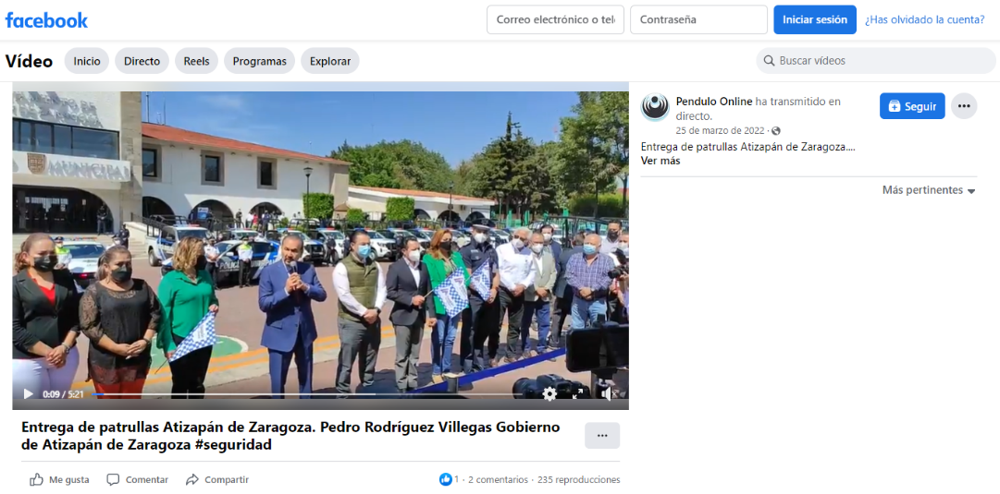 facebook
Correo electrónico o tel
Contraseña
Iniciar sesión
¿Has olvidado la cuenta?
Vídeo
Inicio
Directo
Reels
Programas
Explorar
Buscar vídeos
MUNICIPAL
POLICIA
0:09 / 5:21
Pendulo Online ha transmitido en
directo.
25 de marzo de 2022 ·
Seguir
Entrega de patrullas Atizapán de Zaragoza....
Ver más
Más pertinentes
Entrega de patrullas Atizapán de Zaragoza. Pedro Rodríguez Villegas Gobierno
de Atizapán de Zaragoza #seguridad
Me gusta
Comentar
Compartir
1 · 2 comentarios · 235 reproducciones